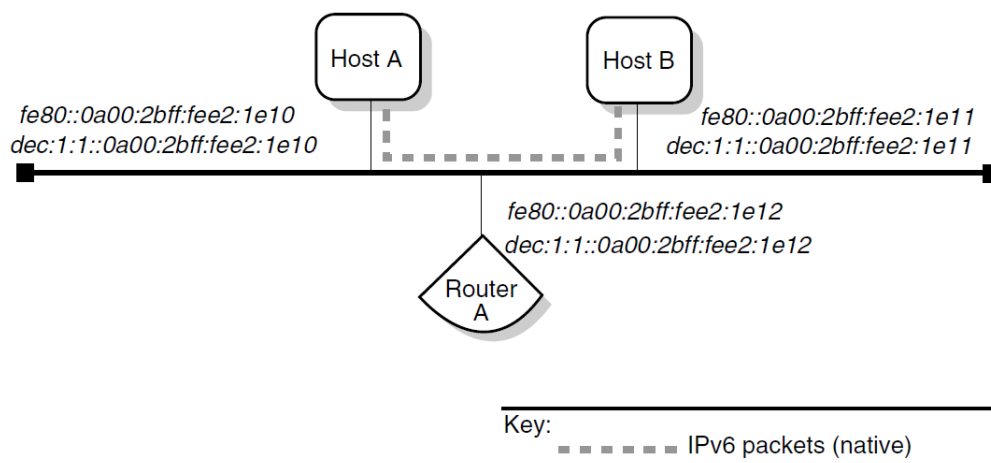 Host A
Host B
fe80::0a00:2bff:fee2:1e10
dec:1:1::0a00:2bff:fee2:1e10
fe80::0a00:2bff:fee2:1e11
dec:1:1::0a00:2bff:fee2:1e11
fe80::0a00:2bff:fee2:1e12
dec:1:1::0a00:2bff:fee2:1e12
Router
A
Key:
IPv6 packets (native)